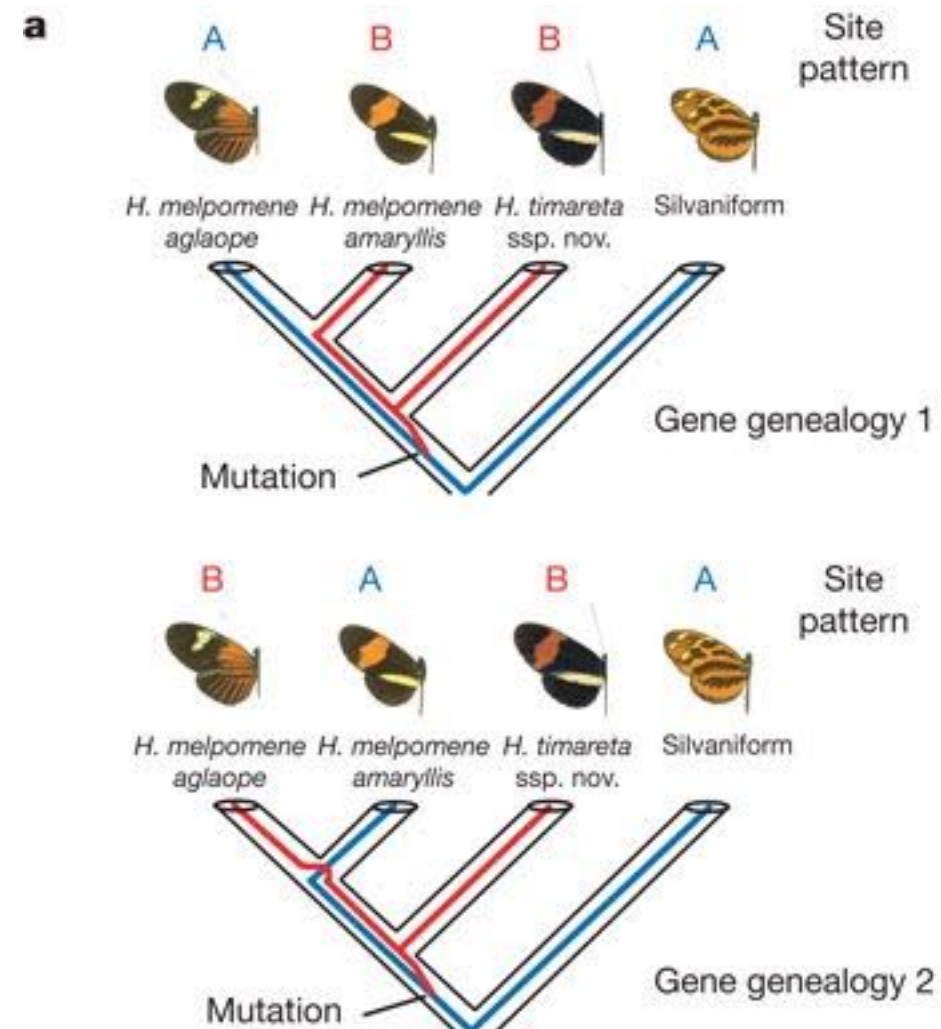 a
A B B A Site
pattern
H. melpomene H. melpomene H. timareta Silvaniform
aglaope amaryllis ssp. nov.
Gene genealogy 1
Mutation
B A B A Site
pattern
H. melpomene H. melpomene H. timareta Silvaniform
aglaope amaryllis ssp. nov.
Gene genealogy 2
Mutation